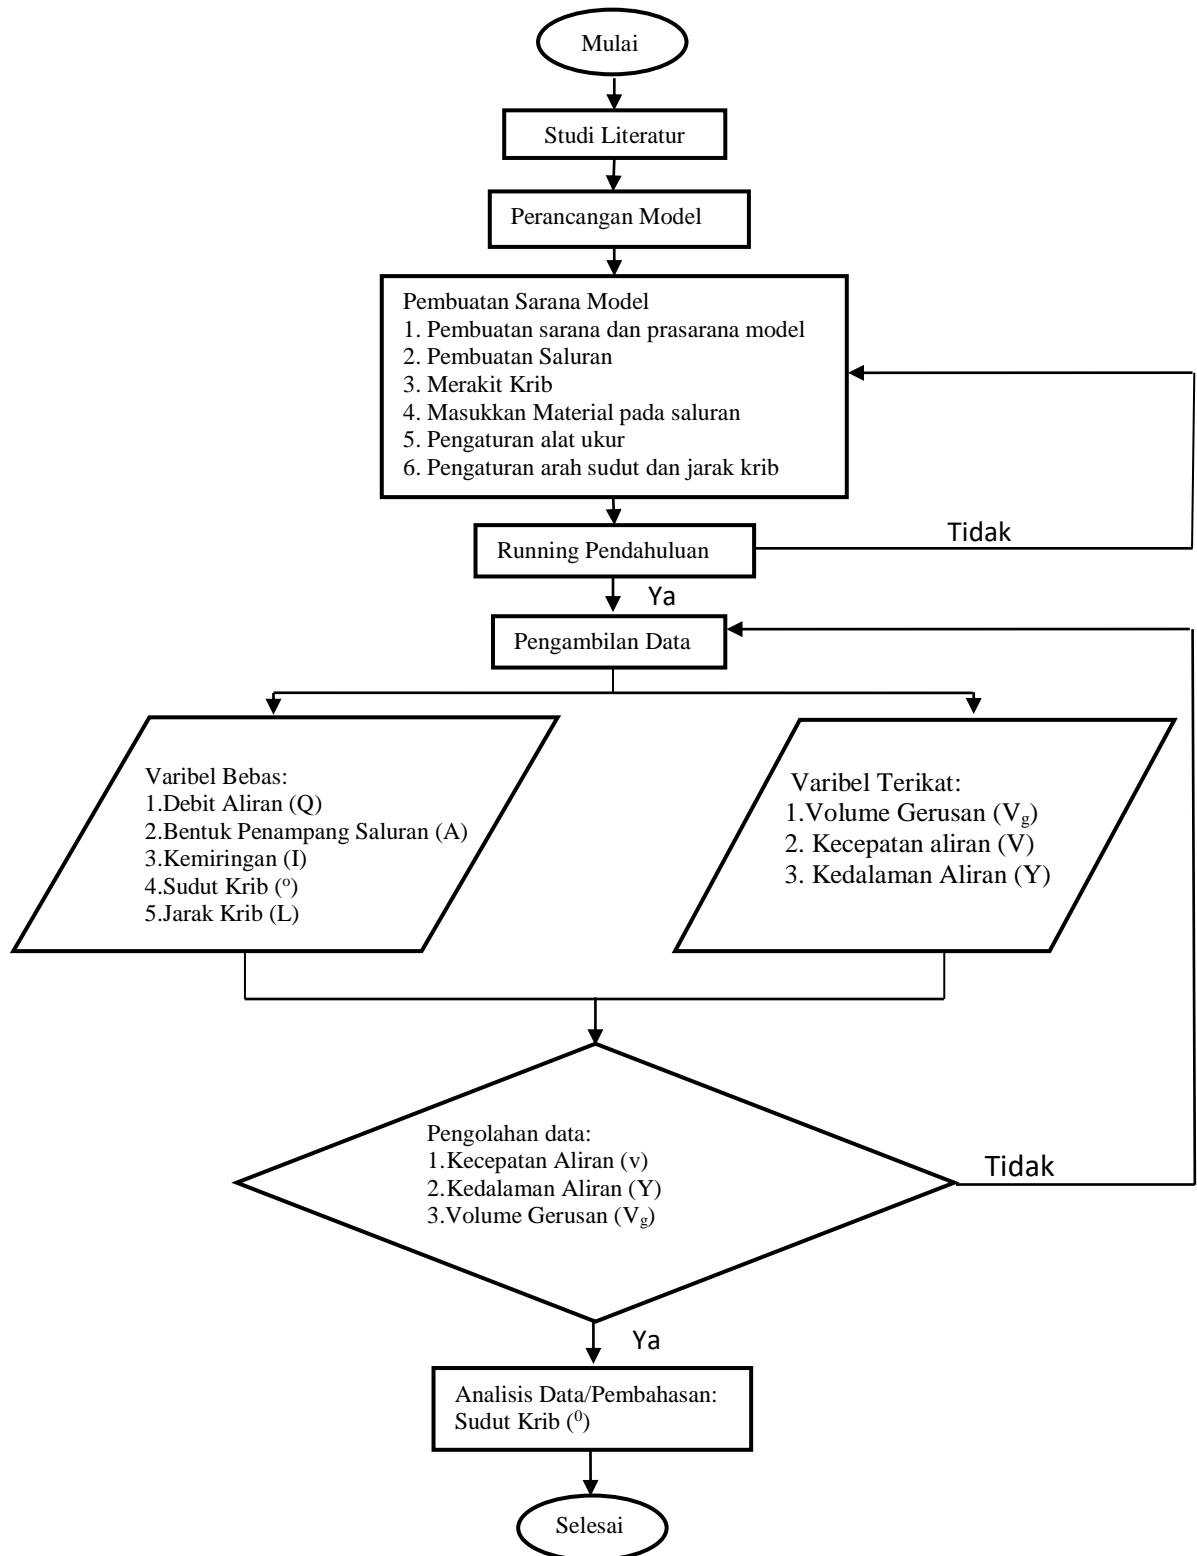 Mulai
Studi Literatur
Perancangan Model
Pembuatan Sarana Model
1. Pembuatan sarana dan prasarana model
2. Pembuatan Saluran
3. Merakit Krib
4. Masukkan Material pada saluran
5. Pengaturan alat ukur
6. Pengaturan arah sudut dan jarak krib
Running Pendahuluan
Tidak
Ya
Pengambilan Data
Varibel Bebas:
1.Debit Aliran (Q)
2.Bentuk Penampang Saluran (A)
3.Kemiringan (I)
4.Sudut Krib (º)
5.Jarak Krib (L)
Varibel Terikat:
1.Volume Gerusan (Vg)
2. Kecepatan aliran (V)
3. Kedalaman Aliran (Y)
Pengolahan data:
1.Kecepatan Aliran (v)
2.Kedalaman Aliran (Y)
3.Volume Gerusan (Vg)
Tidak
Ya
Analisis Data/Pembahasan:
Sudut Krib (⁰)
Selesai